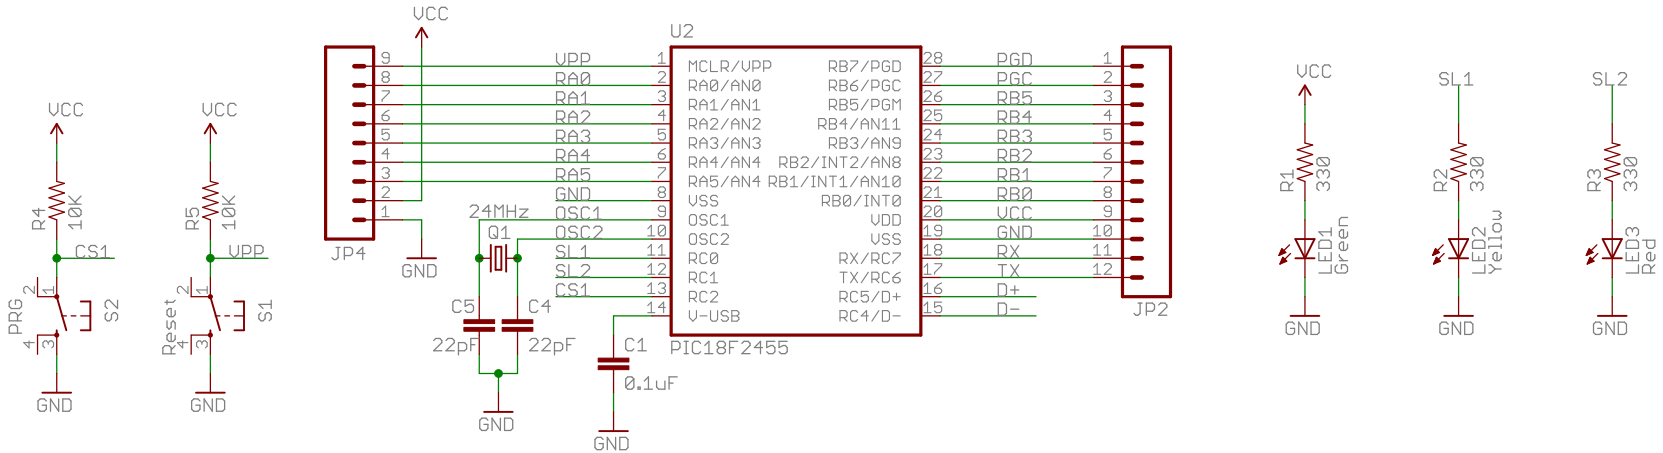 VCC
R4
10K
CS1
2
1
PRG
S2
4
3
GND
VCC
R5
10K
VPP
2
1
Reset
S1
4
3
GND
VCC
9
8
7
6
5
4
3
2
1
JP4
GND
VPP
RA0
RA1
RA2
RA3
RA4
RA5
GND
24MHz
OSC1
Q1
OSC2
SL1
SL2
CS1
C5
C4
22pF
22pF
GND
C1
0.1uF
GND
U2
1 MCLR/VPP RB7/PGD 28
2 RA0/AN0 RB6/PGC 27
3 RA1/AN1 RB5/PGM 26
4 RA2/AN2 RB4/AN11 25
5 RA3/AN3 RB3/AN9 24
6 RA4/AN4 RB2/INT2/AN8 23
7 RA5/AN4 RB1/INT1/AN10 22
8 VSS RB0/INT0 21
9 OSC1 VDD 20
10 OSC2 VSS 19
11 RC0 RX/RC7 18
12 RC1 TX/RC6 17
13 RC2 RC5/D+ 16
14 V-USB RC4/D- 15
PIC18F2455
PGD 1
PGC 2
RB5 3
RB4 4
RB3 5
RB2 6
RB1 7
RB0 8
VCC 9
GND 10
RX 11
TX 12
D+
D-
JP2
VCC
R1
330
LED1
Green
GND
SL1
R2
330
LED2
Yellow
GND
SL2
R3
330
LED3
Red
GND